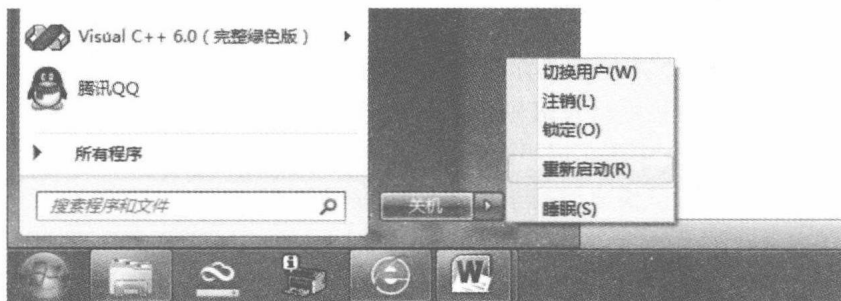 Visual C++ 6.0 ( 完整绿色版 )
腾讯QQ
所有程序
搜索程序和文件
关机
切换用户(W)
注销(L)
锁定(O)
重新启动(R)
睡眠(S)
W